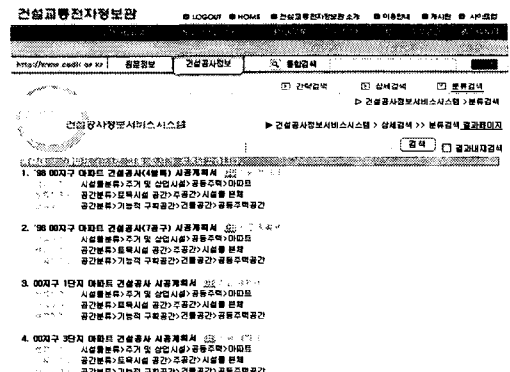 건설교통전자정보관
LOGOUT HOME 건설교통전자정보관 소개 이용안내 게시판 사이트맵
원문정보 건설공사정보 통합검색
간략검색 상세검색 분류검색
건설공사정보서비스시스템 > 분류검색
건설공사정보서비스시스템
건설공사정보서비스시스템 > 상세검색 >> 분류검색 결과페이지
검색 결과내재검색
1. '98 00지구 아파트 건설공사(4블록) 시공계획서
시설물분류>주거 및 상업시설>공동주택>아파트
공간분류>토목시설 공간>주공간>시설물 본체
공간분류>기능적 구획공간>건물공간>공동주택공간
2. '98 00지구 아파트 건설공사(7공구) 시공계획서
시설물분류>주거 및 상업시설>공동주택>아파트
공간분류>토목시설 공간>주공간>시설물 본체
공간분류>기능적 구획공간>건물공간>공동주택공간
3. 00지구 1단지 아파트 건설공사 시공계획서
시설물분류>주거 및 상업시설>공동주택>아파트
공간분류>토목시설 공간>주공간>시설물 본체
공간분류>기능적 구획공간>건물공간>공동주택공간
4. 00지구 3단지 아파트 건설공사 시공계획서
시설물분류>주거 및 상업시설>공동주택>아파트
공간분류>토목시설 공간>주공간>시설물 본체
공간분류>기능적 구획공간>건물공간>공동주택공간